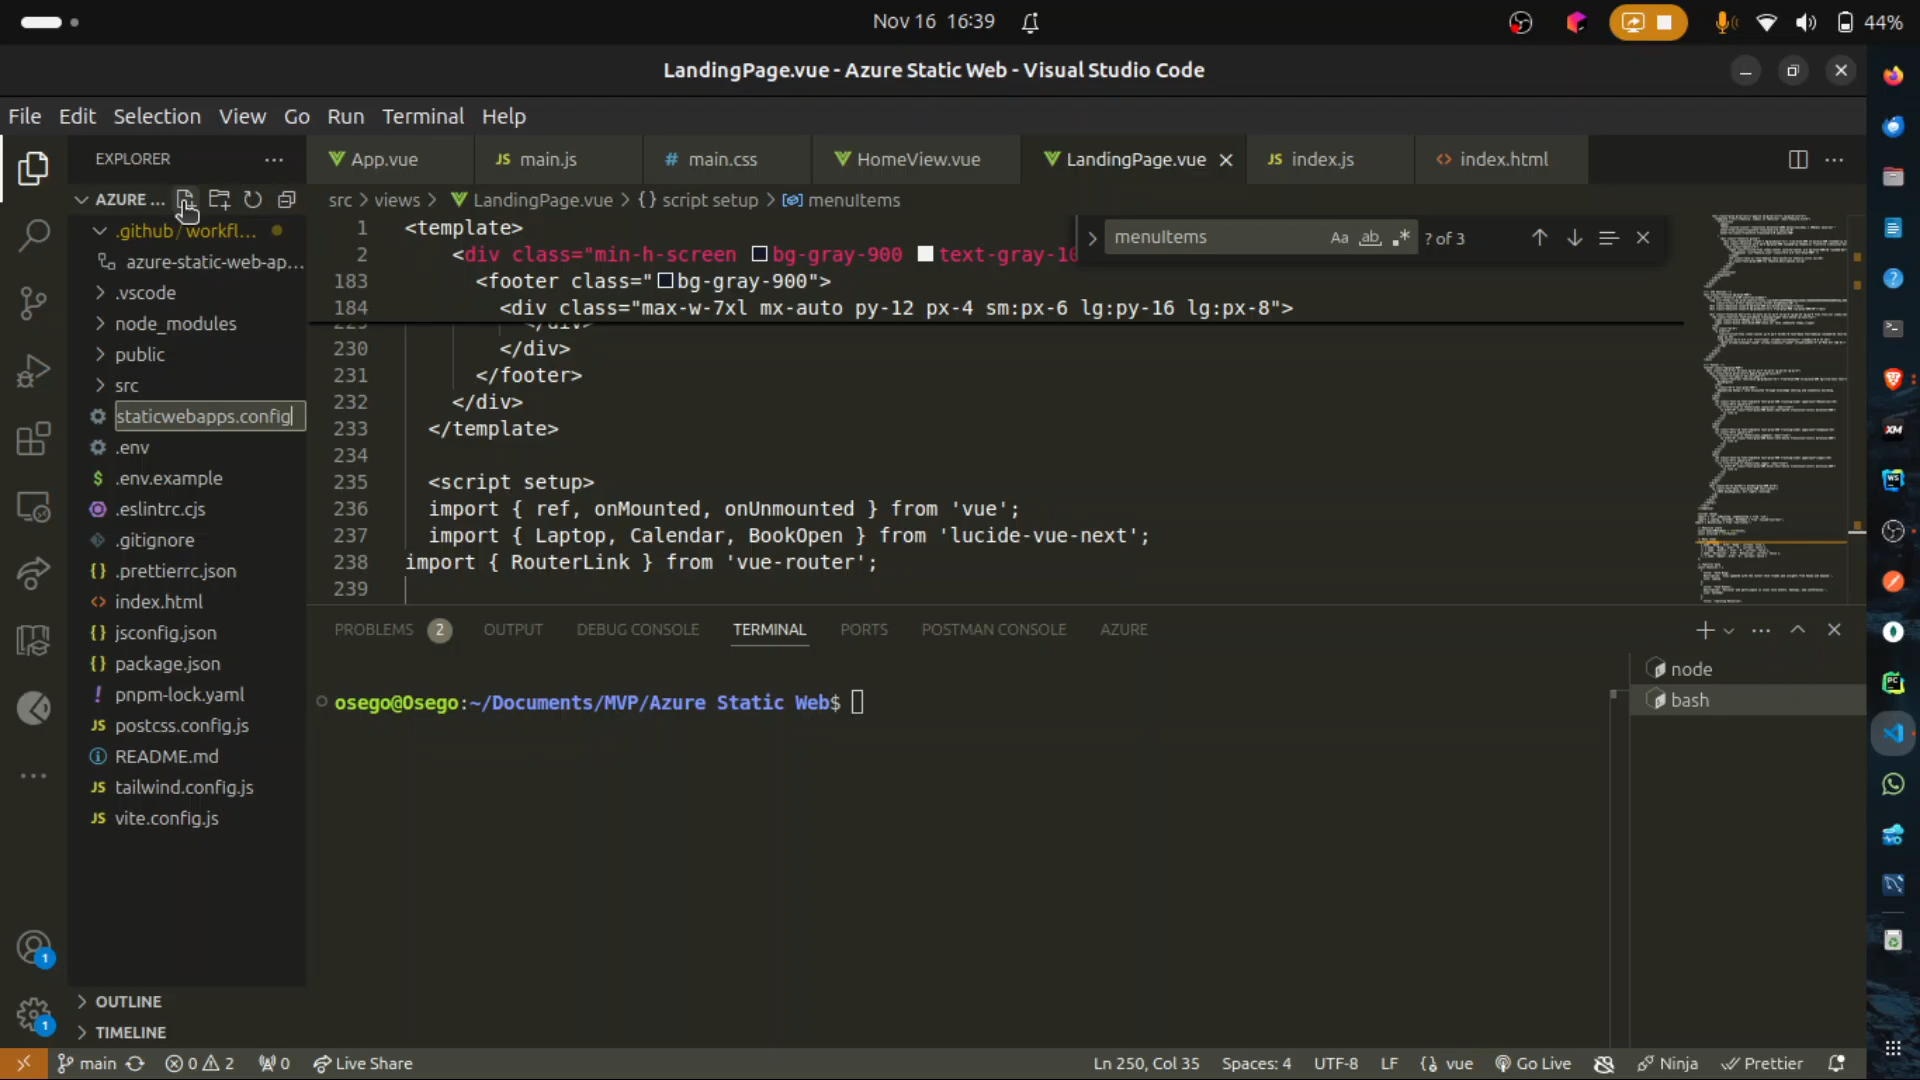 Nov 16 16:39
44%
LandingPage.vue - Azure Static Web - Visual Studio Code
File Edit Selection View Go Run Terminal Help
EXPLORER
App.vue
JS main.js
# main.css
HomeView.vue
LandingPage.vue
JS index.js
<> index.html
AZURE ...
src > views > LandingPage.vue > {} script setup > menuItems
.github / workfl...
azure-static-web-ap...
.vscode
node_modules
public
src
staticwebapps.config
.env
$ .env.example
.eslintrc.cjs
.gitignore
{} .prettierrc.json
<> index.html
{} jsconfig.json
{} package.json
! pnpm-lock.yaml
JS postcss.config.js
README.md
JS tailwind.config.js
JS vite.config.js
OUTLINE
TIMELINE
menuItems Aa ab ? of 3
1 <template>
2 <div class="min-h-screen bg-gray-900 text-gray-10
183 <footer class="bg-gray-900">
184 <div class="max-w-7xl mx-auto py-12 px-4 sm:px-6 lg:py-16 lg:px-8">
230 </div>
231 </footer>
232 </div>
233 </template>
234
235 <script setup>
236 import { ref, onMounted, onUnmounted } from 'vue';
237 import { Laptop, Calendar, BookOpen } from 'lucide-vue-next';
238 import { RouterLink } from 'vue-router';
239
PROBLEMS 2 OUTPUT DEBUG CONSOLE TERMINAL PORTS POSTMAN CONSOLE AZURE
osego@Osego:~/Documents/MVP/Azure Static Web$
node
bash
1
1
main 0 2 0 Live Share
Ln 250, Col 35 Spaces: 4 UTF-8 LF {} vue Go Live Ninja Prettier